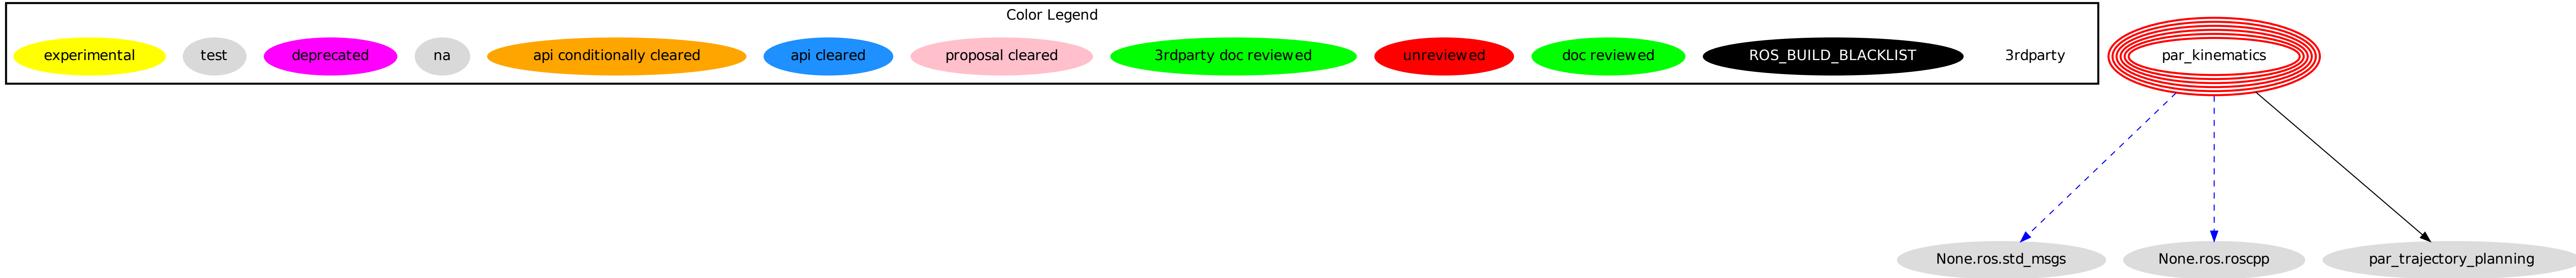 Color Legend
experimental
test
deprecated
na
api conditionally cleared
api cleared
proposal cleared
3rdparty doc reviewed
unreviewed
doc reviewed
ROS_BUILD_BLACKLIST
3rdparty
par_kinematics
None.ros.std_msgs
None.ros.roscpp
par_trajectory_planning